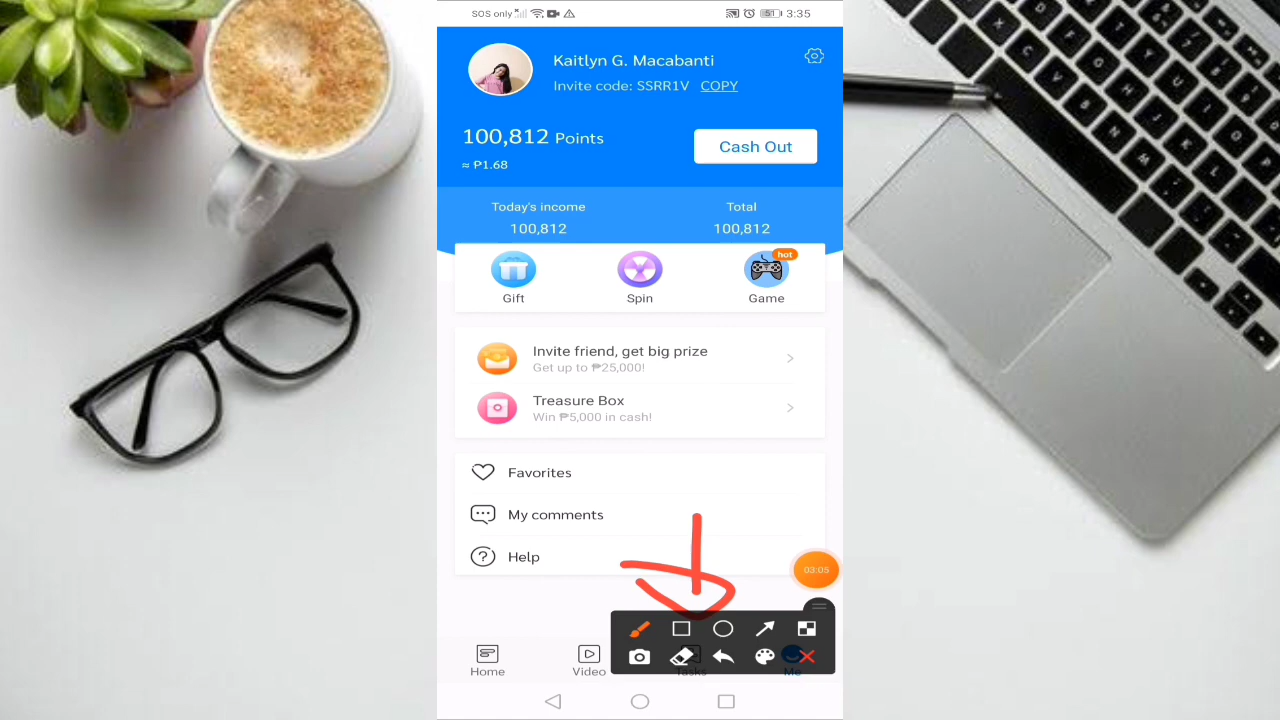 SOS only
51
3:35
Kaitlyn G. Macabanti
Invite code: SSRR1V COPY
100,812 Points
≈ ₱1.68
Cash Out
Today's income
100,812
Total
100,812
hot
Gift
Spin
Game
Invite friend, get big prize
Get up to ₱25,000!
Treasure Box
Win ₱5,000 in cash!
Favorites
My comments
Help
03:05
Home
Video
Tasks
Me